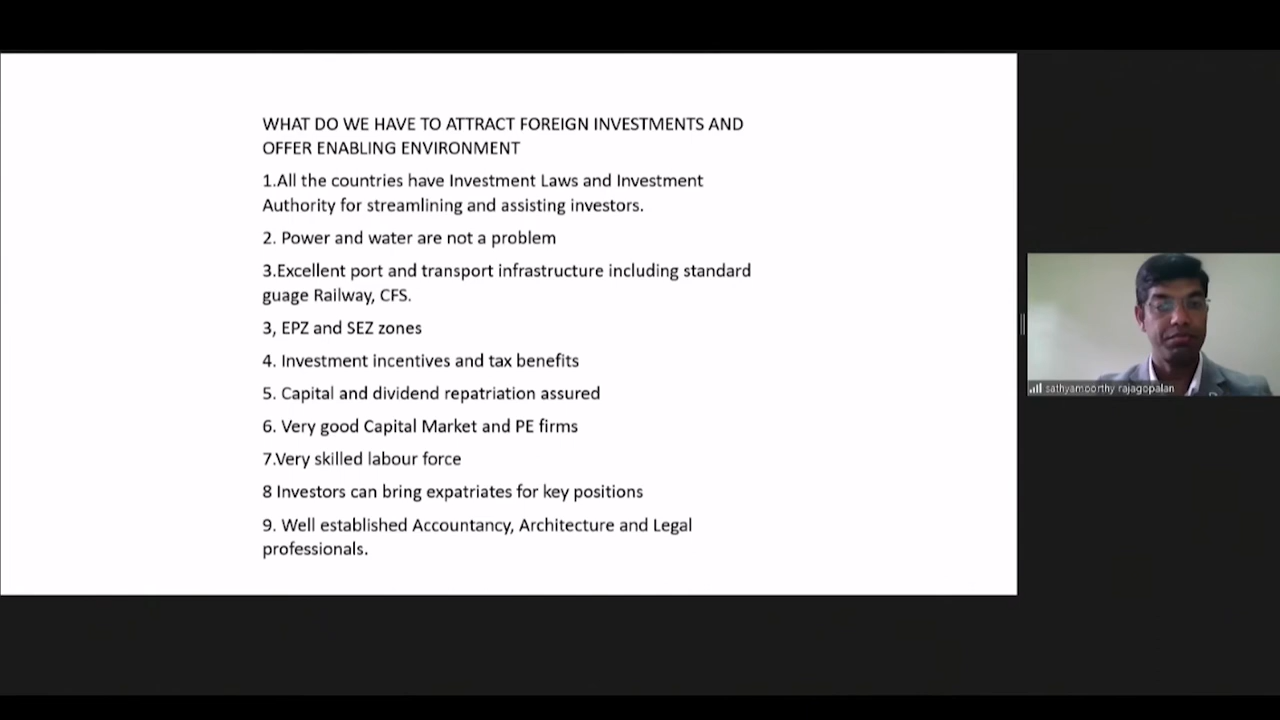 WHAT DO WE HAVE TO ATTRACT FOREIGN INVESTMENTS AND
OFFER ENABLING ENVIRONMENT
1.All the countries have Investment Laws and Investment
Authority for streamlining and assisting investors.
2. Power and water are not a problem
3.Excellent port and transport infrastructure including standard
guage Railway, CFS.
3, EPZ and SEZ zones
4. Investment incentives and tax benefits
5. Capital and dividend repatriation assured
6. Very good Capital Market and PE firms
7.Very skilled labour force
8 Investors can bring expatriates for key positions
9. Well established Accountancy, Architecture and Legal
professionals.
sathyamoorthy rajagopalan